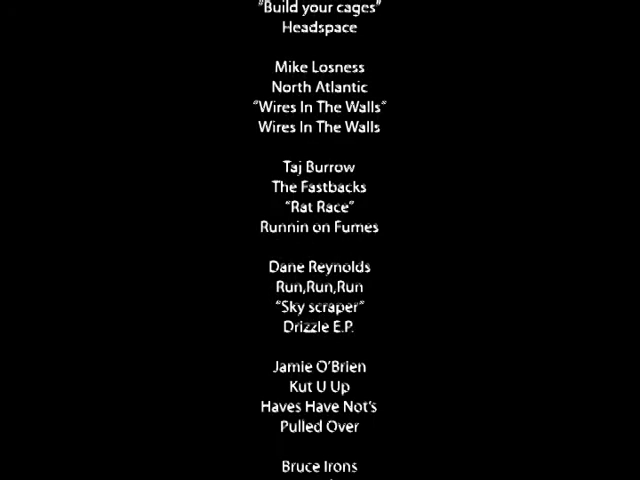 "Build your cages"
Headspace
Mike Losness
North Atlantic
"Wires In The Walls"
Wires In The Walls
Taj Burrow
The Fastbacks
"Rat Race"
Runnin on Fumes
Dane Reynolds
Run,Run,Run
"Sky scraper"
Drizzle E.P.
Jamie O'Brien
Kut U Up
Haves Have Not's
Pulled Over
Bruce Irons